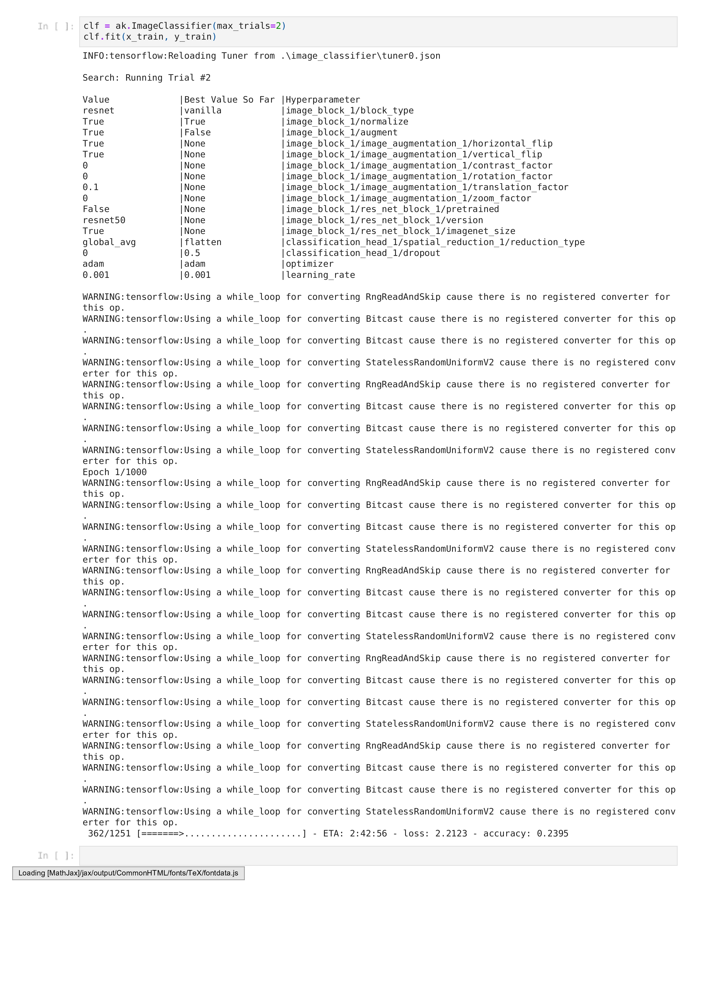 In [ ]: clf = ak.ImageClassifier(max_trials=2)
clf.fit(x_train, y_train)
INFO:tensorflow:Reloading Tuner from .\image_classifier\tuner0.json
Search: Running Trial #2
Value             |Best Value So Far |Hyperparameter
resnet            |vanilla           |image_block_1/block_type
True              |True              |image_block_1/normalize
True              |False             |image_block_1/augment
True              |None              |image_block_1/image_augmentation_1/horizontal_flip
True              |None              |image_block_1/image_augmentation_1/vertical_flip
0                 |None              |image_block_1/image_augmentation_1/contrast_factor
0                 |None              |image_block_1/image_augmentation_1/rotation_factor
0.1               |None              |image_block_1/image_augmentation_1/translation_factor
0                 |None              |image_block_1/image_augmentation_1/zoom_factor
False             |None              |image_block_1/res_net_block_1/pretrained
resnet50          |None              |image_block_1/res_net_block_1/version
True              |None              |image_block_1/res_net_block_1/imagenet_size
global_avg        |flatten           |classification_head_1/spatial_reduction_1/reduction_type
0                 |0.5               |classification_head_1/dropout
adam              |adam              |optimizer
0.001             |0.001             |learning_rate
WARNING:tensorflow:Using a while_loop for converting RngReadAndSkip cause there is no registered converter for
this op.
WARNING:tensorflow:Using a while_loop for converting Bitcast cause there is no registered converter for this op
.
WARNING:tensorflow:Using a while_loop for converting Bitcast cause there is no registered converter for this op
.
WARNING:tensorflow:Using a while_loop for converting StatelessRandomUniformV2 cause there is no registered conv
erter for this op.
WARNING:tensorflow:Using a while_loop for converting RngReadAndSkip cause there is no registered converter for
this op.
WARNING:tensorflow:Using a while_loop for converting Bitcast cause there is no registered converter for this op
.
WARNING:tensorflow:Using a while_loop for converting Bitcast cause there is no registered converter for this op
.
WARNING:tensorflow:Using a while_loop for converting StatelessRandomUniformV2 cause there is no registered conv
erter for this op.
Epoch 1/1000
WARNING:tensorflow:Using a while_loop for converting RngReadAndSkip cause there is no registered converter for
this op.
WARNING:tensorflow:Using a while_loop for converting Bitcast cause there is no registered converter for this op
.
WARNING:tensorflow:Using a while_loop for converting Bitcast cause there is no registered converter for this op
.
WARNING:tensorflow:Using a while_loop for converting StatelessRandomUniformV2 cause there is no registered conv
erter for this op.
WARNING:tensorflow:Using a while_loop for converting RngReadAndSkip cause there is no registered converter for
this op.
WARNING:tensorflow:Using a while_loop for converting Bitcast cause there is no registered converter for this op
.
WARNING:tensorflow:Using a while_loop for converting Bitcast cause there is no registered converter for this op
.
WARNING:tensorflow:Using a while_loop for converting StatelessRandomUniformV2 cause there is no registered conv
erter for this op.
WARNING:tensorflow:Using a while_loop for converting RngReadAndSkip cause there is no registered converter for
this op.
WARNING:tensorflow:Using a while_loop for converting Bitcast cause there is no registered converter for this op
.
WARNING:tensorflow:Using a while_loop for converting Bitcast cause there is no registered converter for this op
.
WARNING:tensorflow:Using a while_loop for converting StatelessRandomUniformV2 cause there is no registered conv
erter for this op.
WARNING:tensorflow:Using a while_loop for converting RngReadAndSkip cause there is no registered converter for
this op.
WARNING:tensorflow:Using a while_loop for converting Bitcast cause there is no registered converter for this op
.
WARNING:tensorflow:Using a while_loop for converting Bitcast cause there is no registered converter for this op
.
WARNING:tensorflow:Using a while_loop for converting StatelessRandomUniformV2 cause there is no registered conv
erter for this op.
362/1251 [=======>......................] - ETA: 2:42:56 - loss: 2.2123 - accuracy: 0.2395
In [ ]:
Loading [MathJax]/jax/output/CommonHTML/fonts/TeX/fontdata.js